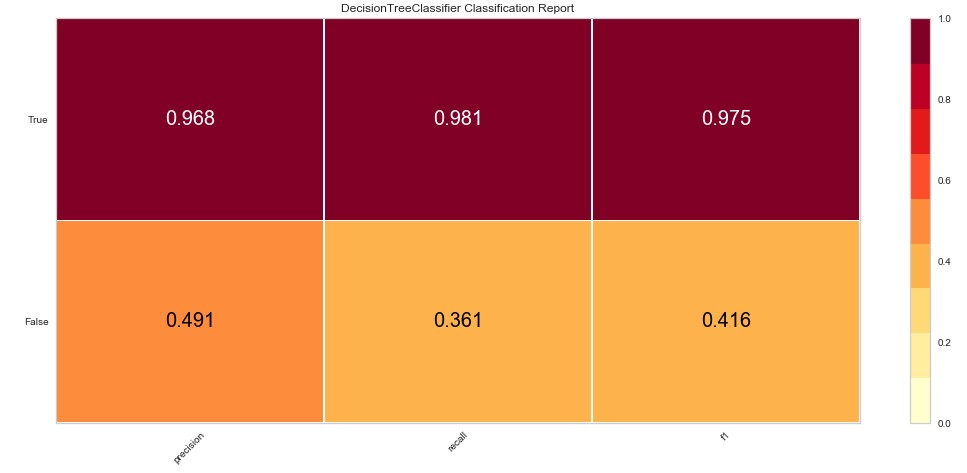 DecisionTreeClassifier Classification Report
True
0.968 0.981 0.975
False
0.491 0.361 0.416
precision recall f1
1.0
0.8
0.6
0.4
0.2
0.0